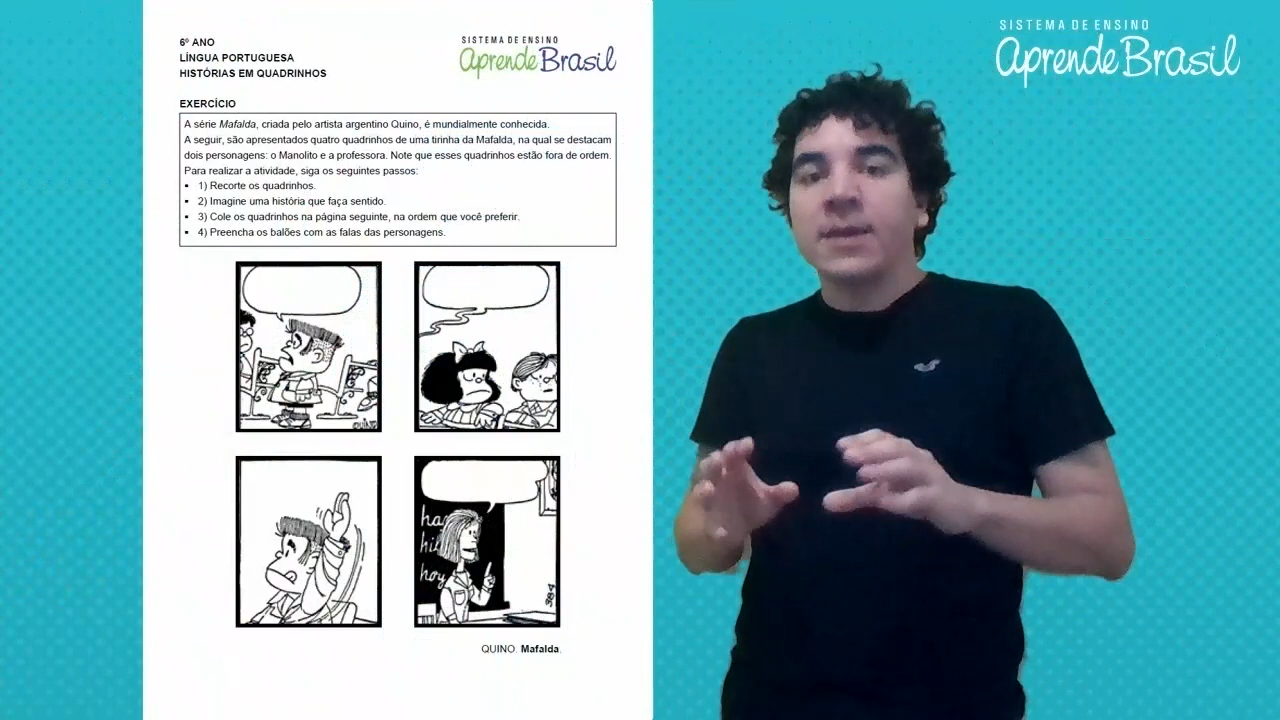 6º ANO
LÍNGUA PORTUGUESA
HISTÓRIAS EM QUADRINHOS
SISTEMA DE ENSINO
aprende Brasil
EXERCÍCIO
A série Mafalda, criada pelo artista argentino Quino, é mundialmente conhecida.
A seguir, são apresentados quatro quadrinhos de uma tirinha da Mafalda, na qual se destacam
dois personagens: o Manolito e a professora. Note que esses quadrinhos estão fora de ordem.
Para realizar a atividade, siga os seguintes passos:
▪ 1) Recorte os quadrinhos.
▪ 2) Imagine uma história que faça sentido.
▪ 3) Cole os quadrinhos na página seguinte, na ordem que você preferir.
▪ 4) Preencha os balões com as falas das personagens.
QUINO
hoy
384
QUINO. Mafalda.
SISTEMA DE ENSINO
aprende Brasil